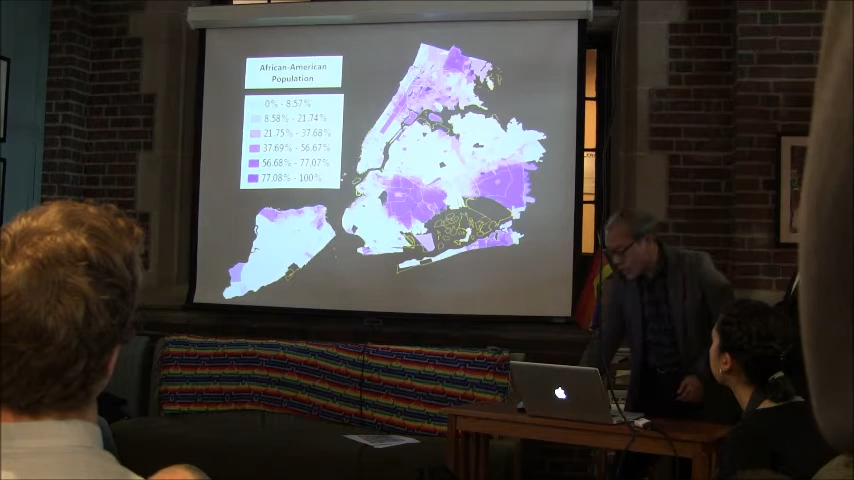 African-American
Population
0% - 8.57%
8.58% - 21.74%
21.75% - 37.68%
37.69% - 56.67%
56.68% - 77.07%
77.08% - 100%